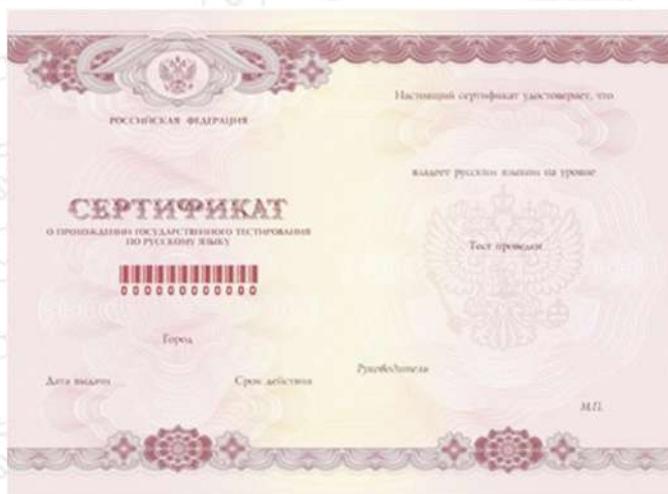 РОССИЙСКАЯ ФЕДЕРАЦИЯ
СЕРТИФИКАТ
О ПРОХОЖДЕНИИ ГОСУДАРСТВЕННОГО ТЕСТИРОВАНИЯ
ПО РУССКОМУ ЯЗЫКУ
000000000000
Город
Дата выдачи
Срок действия
Настоящий сертификат удостоверяет, что
владеет русским языком на уровне
Тест проведен
Руководитель
М.П.